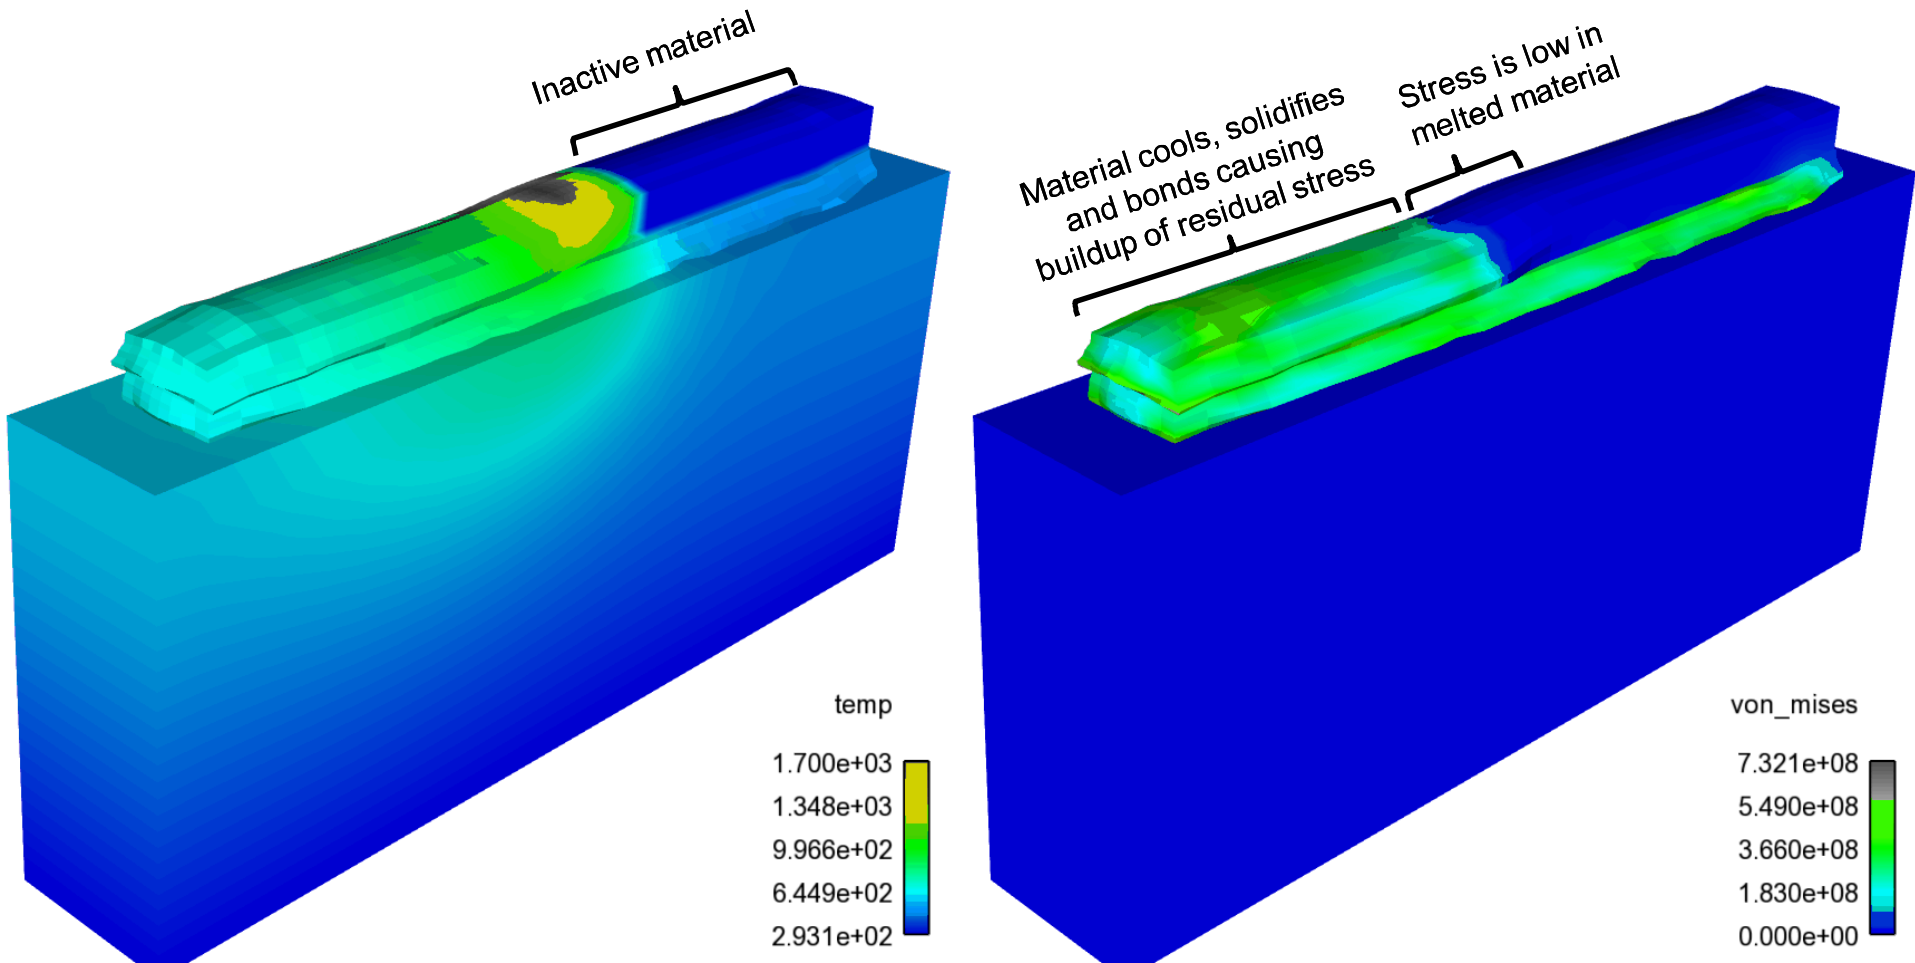 Inactive material
Material cools, solidifies
and bonds causing
buildup of residual stress
Stress is low in
melted material
temp
1.700e+03
1.348e+03
9.966e+02
6.449e+02
2.931e+02
von_mises
7.321e+08
5.490e+08
3.660e+08
1.830e+08
0.000e+00